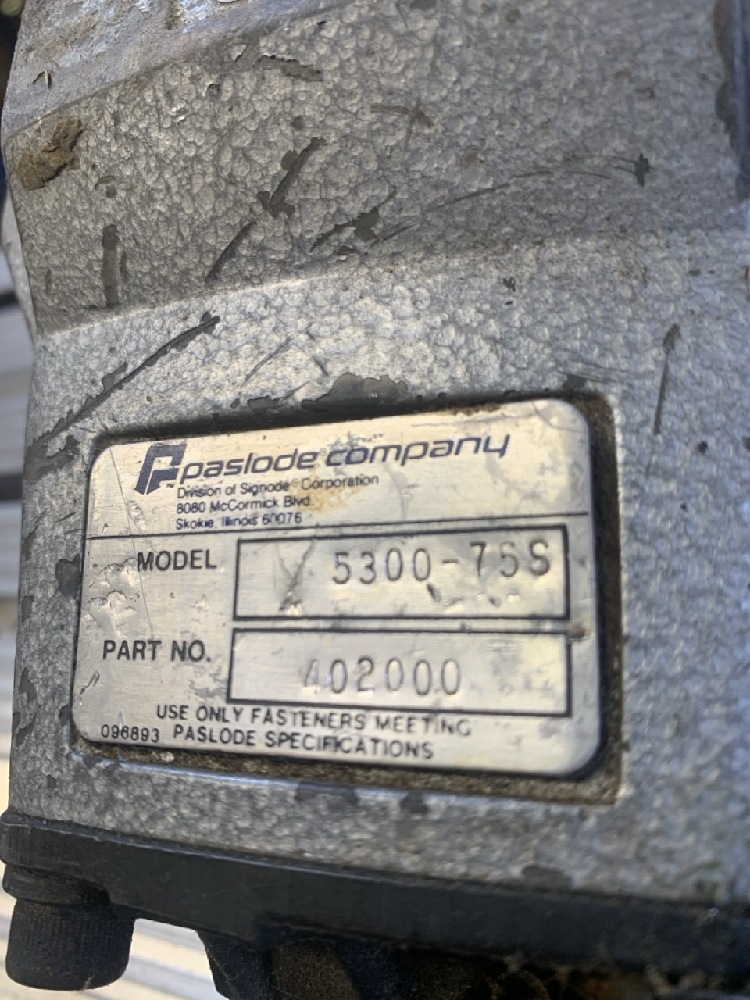 paslode company
Division of Signode® Corporation
8080 McCormick Blvd.
Skokie, Illinois 60076
MODEL 5300-75S
PART NO. 402000
USE ONLY FASTENERS MEETING
096893 PASLODE SPECIFICATIONS